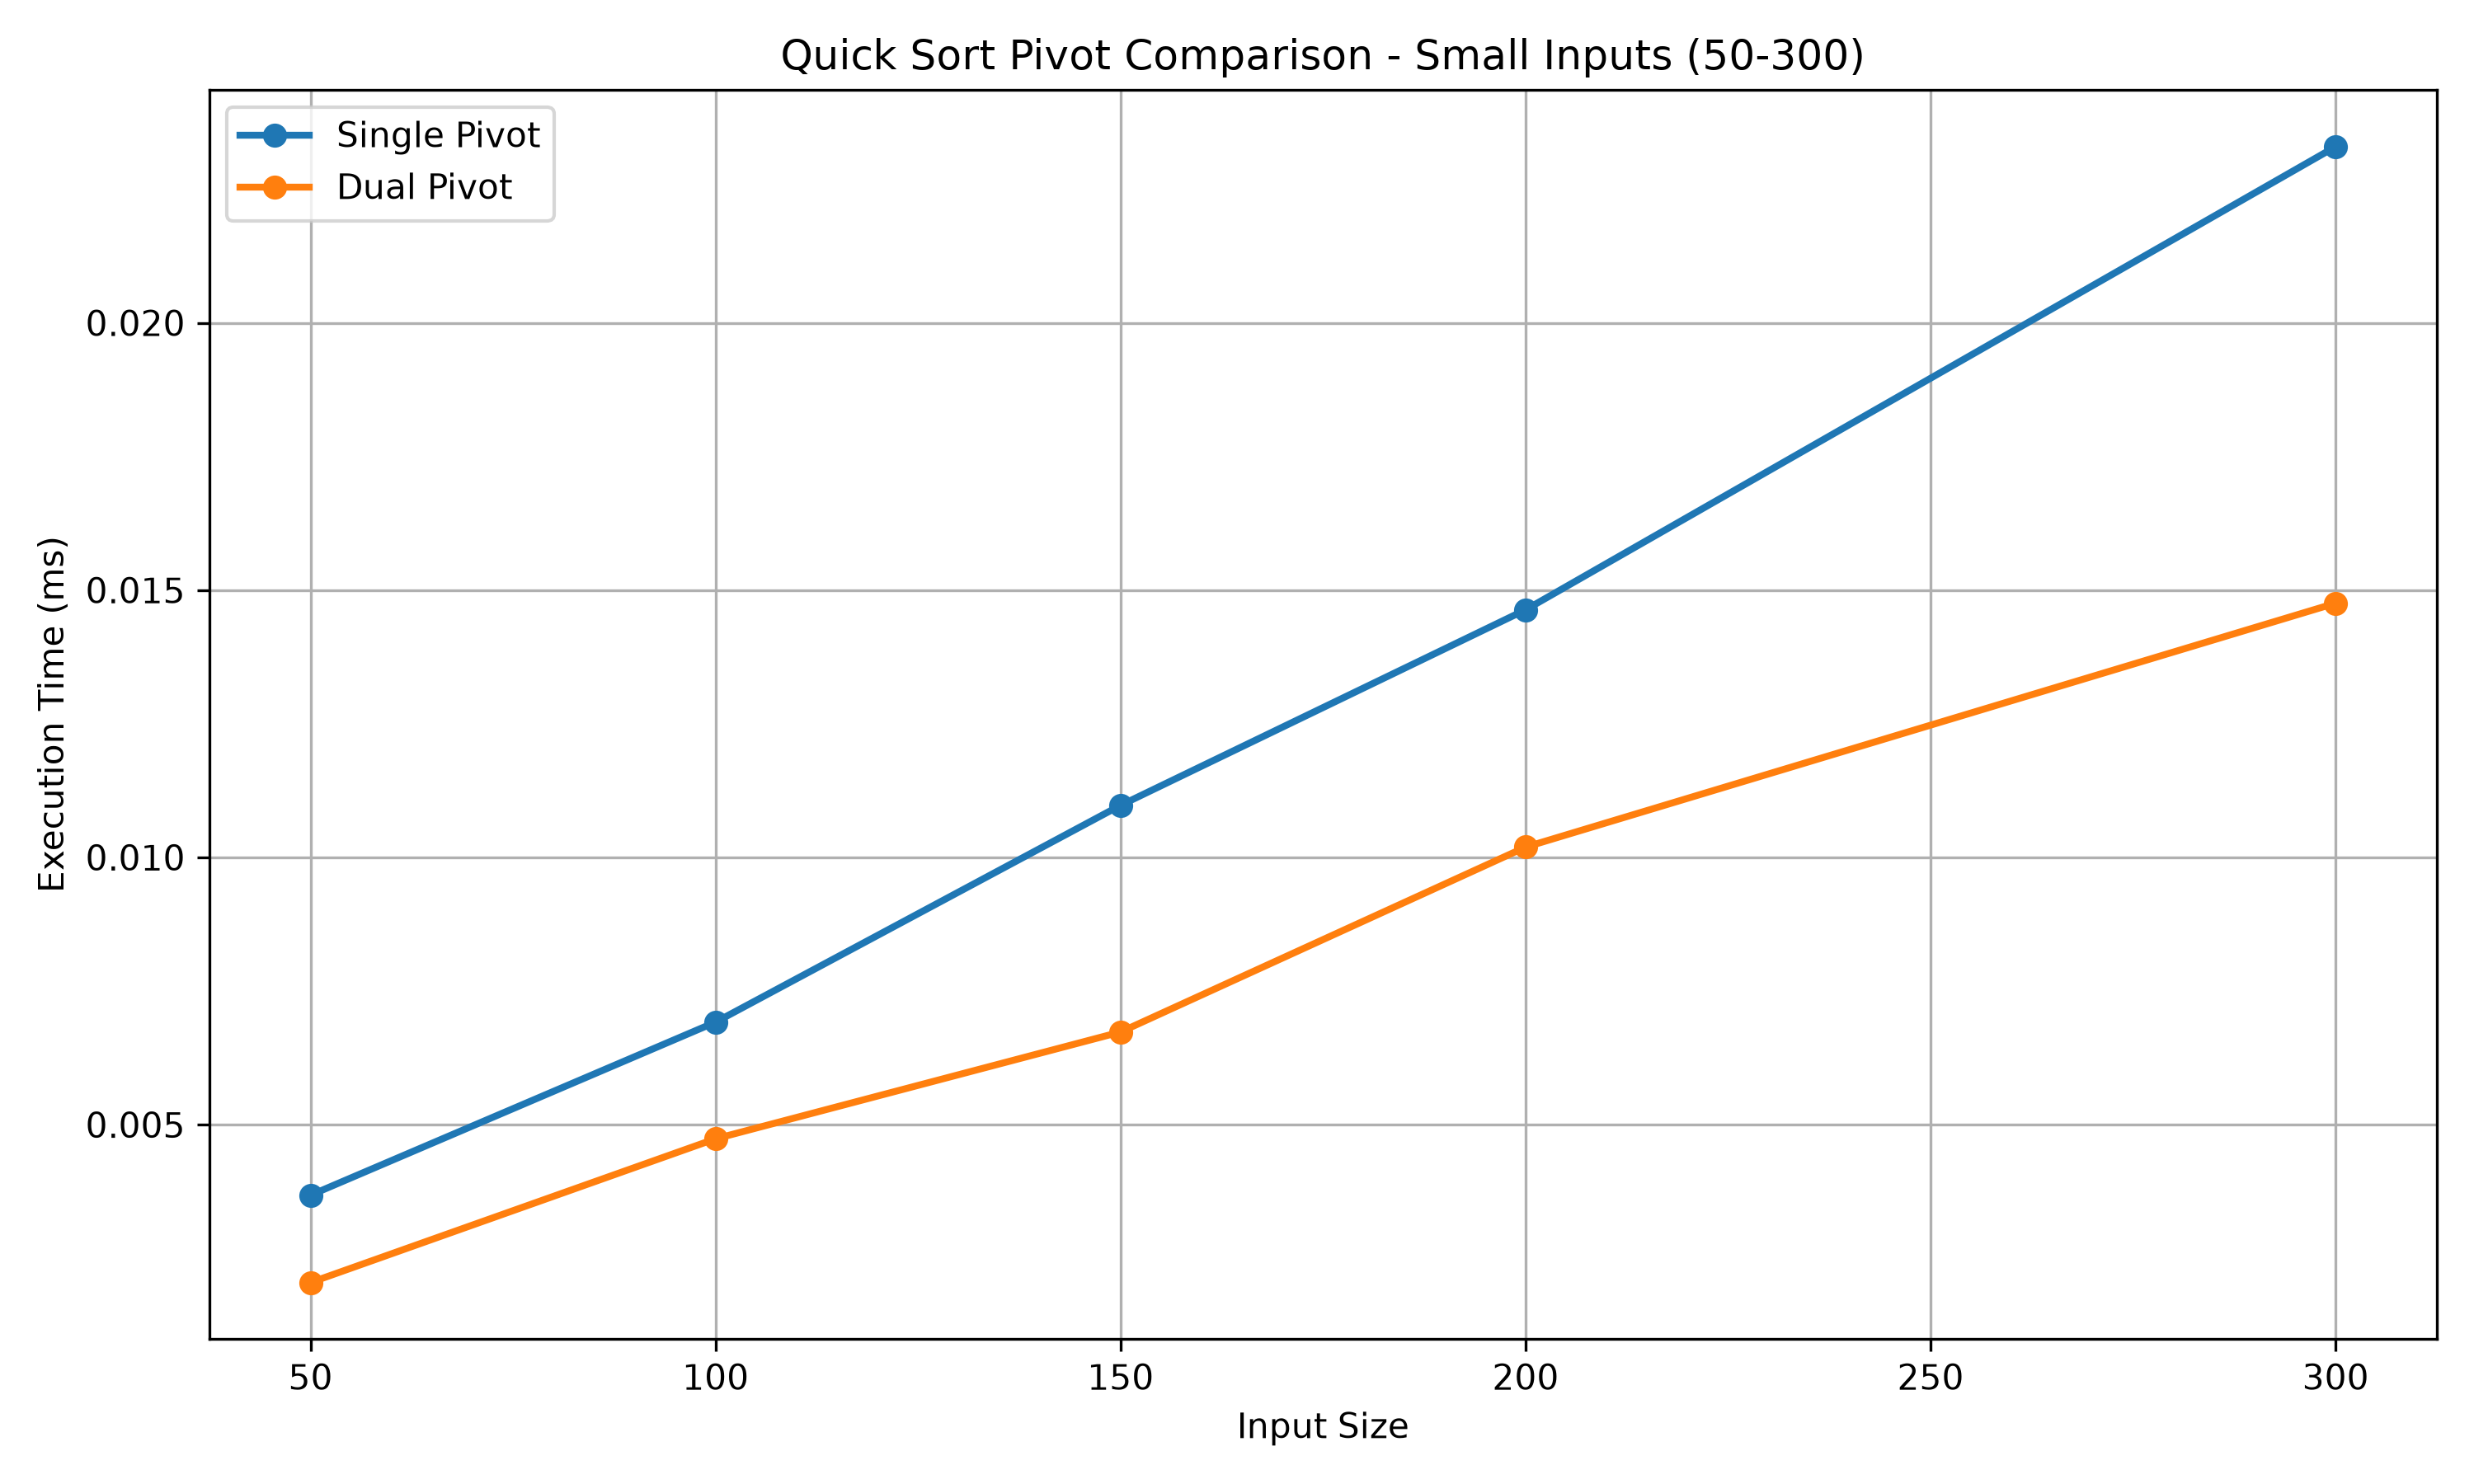 Quick Sort Pivot Comparison - Small Inputs (50-300)
Single Pivot
Dual Pivot
Execution Time (ms)
0.020
0.015
0.010
0.005
50 100 150 200 250 300
Input Size